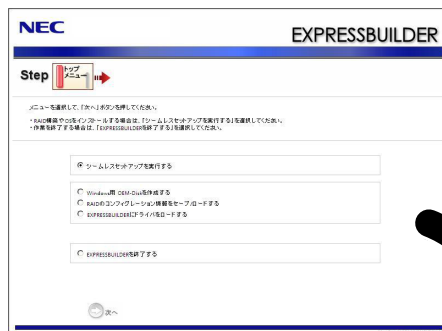 NEC
EXPRESSBUILDER
Step トップメニュー
メニューを選択して、「次へ」ボタンを押してください。
・RAID構築やOSをインストールする場合は、「シームレスセットアップを実行する」を選択してください。
・作業を終了する場合は、「EXPRESSBUILDERを終了する」を選択してください。
シームレスセットアップを実行する
Windows用 OEM-Diskを作成する
RAIDのコンフィグレーション情報をセーブ/ロードする
EXPRESSBUILDERにドライバをロードする
EXPRESSBUILDERを終了する
次へ